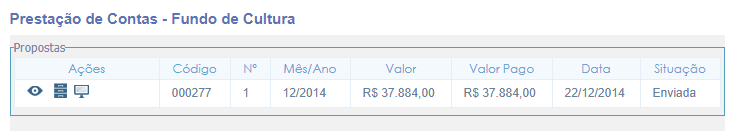 Prestação de Contas - Fundo de Cultura
Propostas
Ações Código Nº Mês/Ano Valor Valor Pago Data Situação
000277 1 12/2014 R$ 37.884,00 R$ 37.884,00 22/12/2014 Enviada